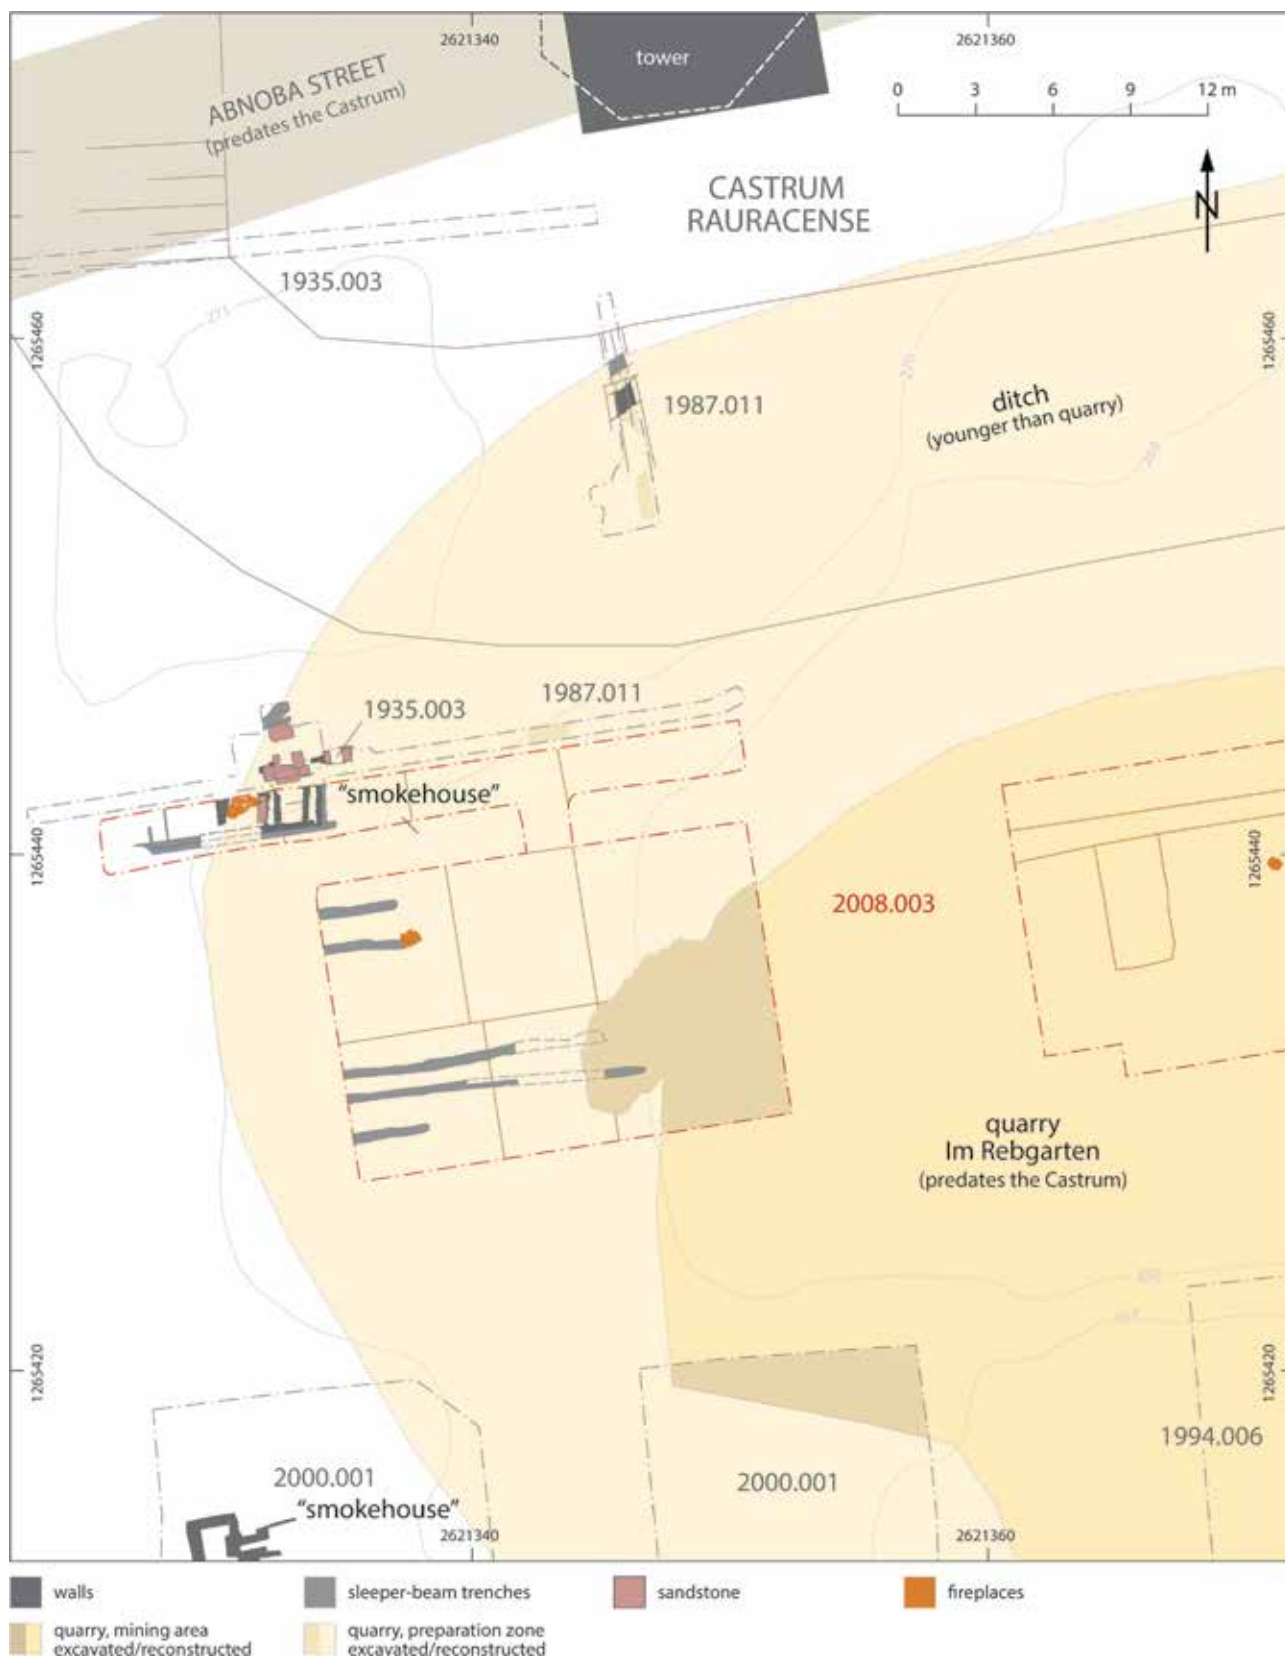 2621340
2621360
tower
ABNOBA STREET
(predates the Castrum)
0 3 6 9 12 m
CASTRUM
RAURACENSE
N
1935.003
271
1265460
1265460
270
1987.011
ditch
(younger than quarry)
269
1987.011
1935.003
"smokehouse"
1265440
1265440
2008.003
quarry
Im Rebgarten
(predates the Castrum)
1265420
1265420
1994.006
2000.001
2000.001
"smokehouse"
2621340
2621360
walls
sleeper-beam trenches
sandstone
fireplaces
quarry, mining area
excavated/reconstructed
quarry, preparation zone
excavated/reconstructed